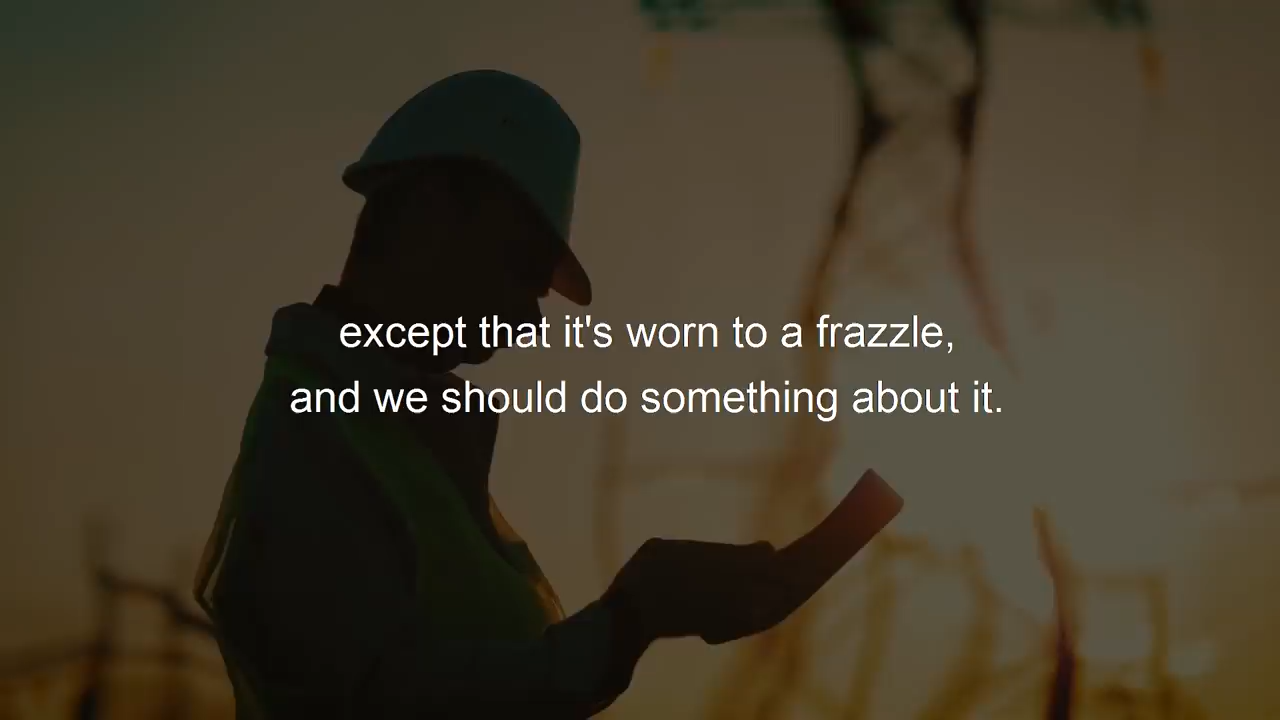 except that it's worn to a frazzle,
and we should do something about it.